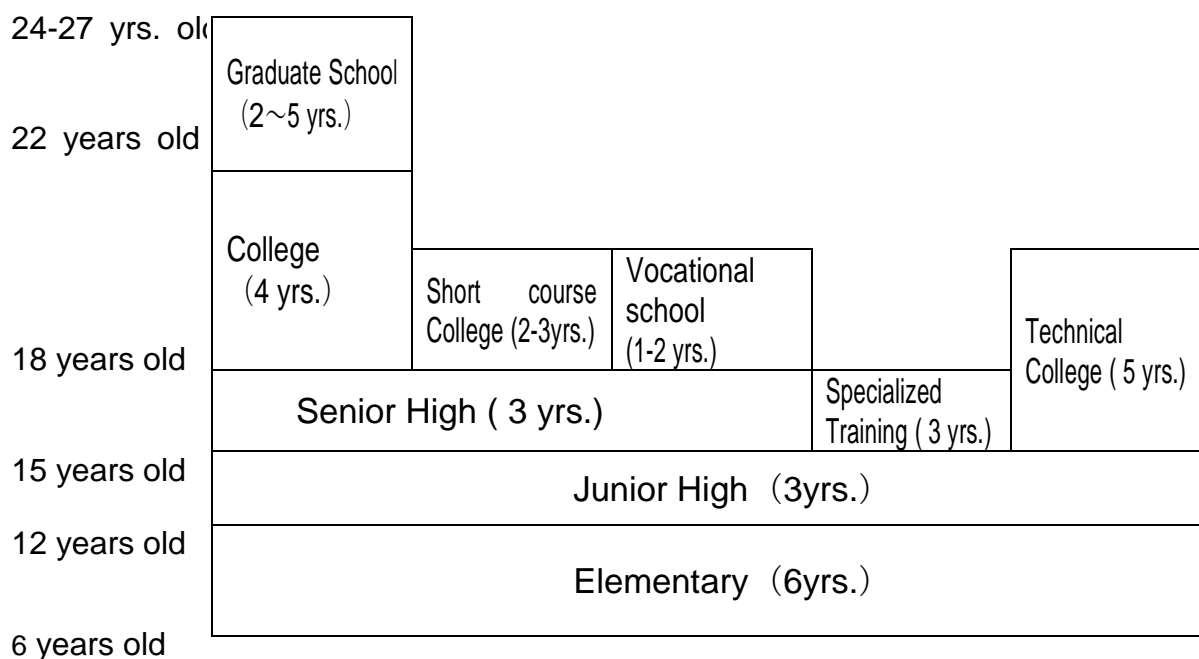 24-27 yrs. ol
Graduate School
（2～5 yrs.）
22 years old
College
（4 yrs.）
Short course
College (2-3yrs.)
Vocational
school
(1-2 yrs.)
Technical
College ( 5 yrs.)
18 years old
Senior High ( 3 yrs.)
Specialized
Training ( 3 yrs.)
15 years old
Junior High（3yrs.）
12 years old
Elementary（6yrs.）
6 years old